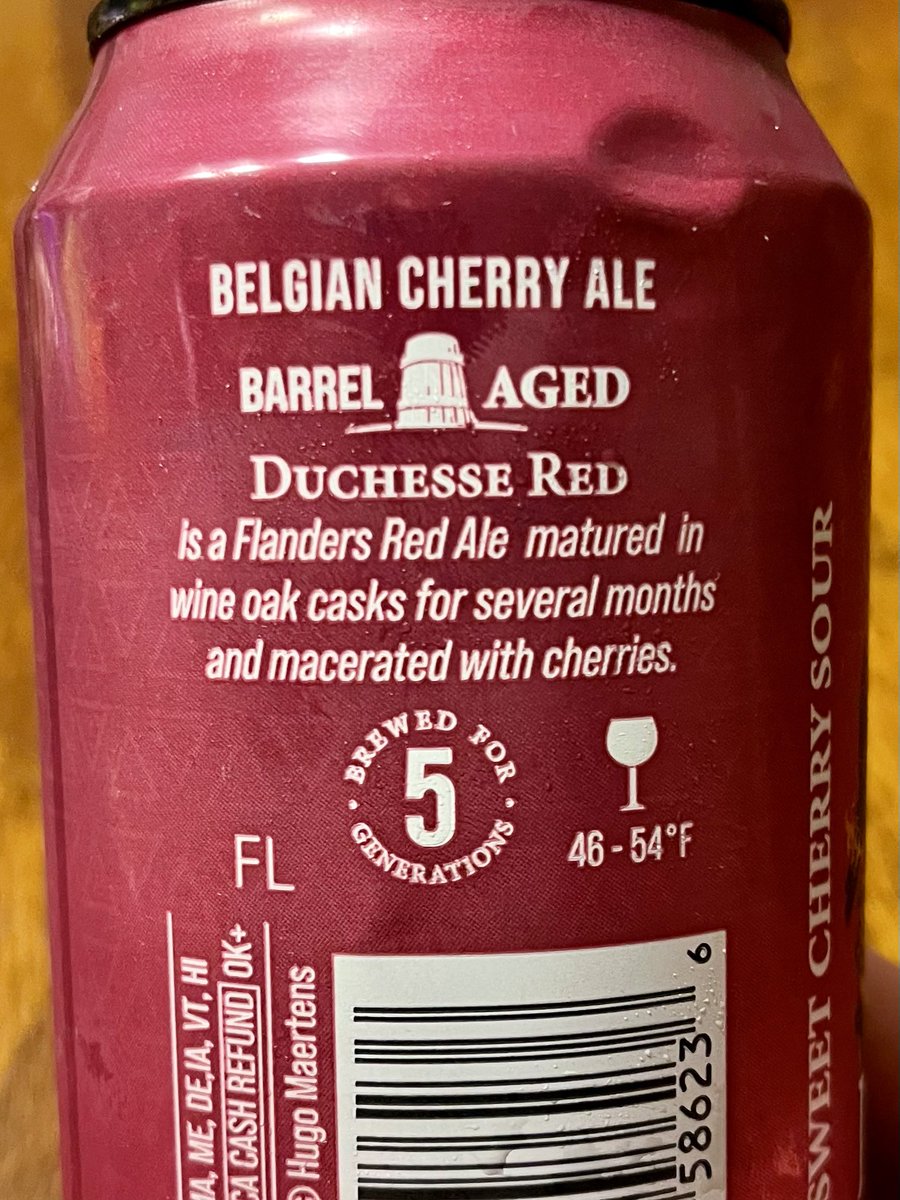 BELGIAN CHERRY ALE
BARREL AGED
DUCHESSE RED
is a Flanders Red Ale matured in
wine oak casks for several months
and macerated with cherries.
BREWED FOR
5
GENERATIONS
46 - 54°F
FL
ME, DE, IA, VT, HI
CASH REFUND OK+
© Hugo Maertens
58623 6
SWEET CHERRY SOUR